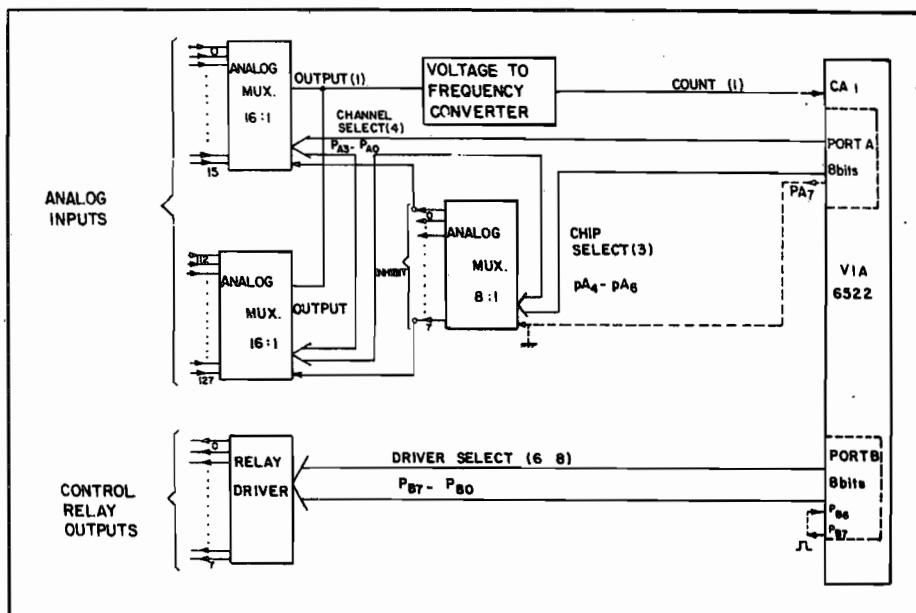 ANALOG INPUTS
0
15
ANALOG MUX. 16:1
OUTPUT(1)
VOLTAGE TO FREQUENCY CONVERTER
COUNT (1)
CA 1
CHANNEL SELECT(4)
PA3- PA0
PORT A
8bits
PA7
112
127
ANALOG MUX. 16:1
OUTPUT
INHIBIT
0
7
ANALOG MUX. 8:1
CHIP SELECT(3)
pA4- pA6
VIA 6522
CONTROL RELAY OUTPUTS
0
7
RELAY DRIVER
DRIVER SELECT (6 8)
PB7- PB0
PORT B
8bits
PB6
PB7